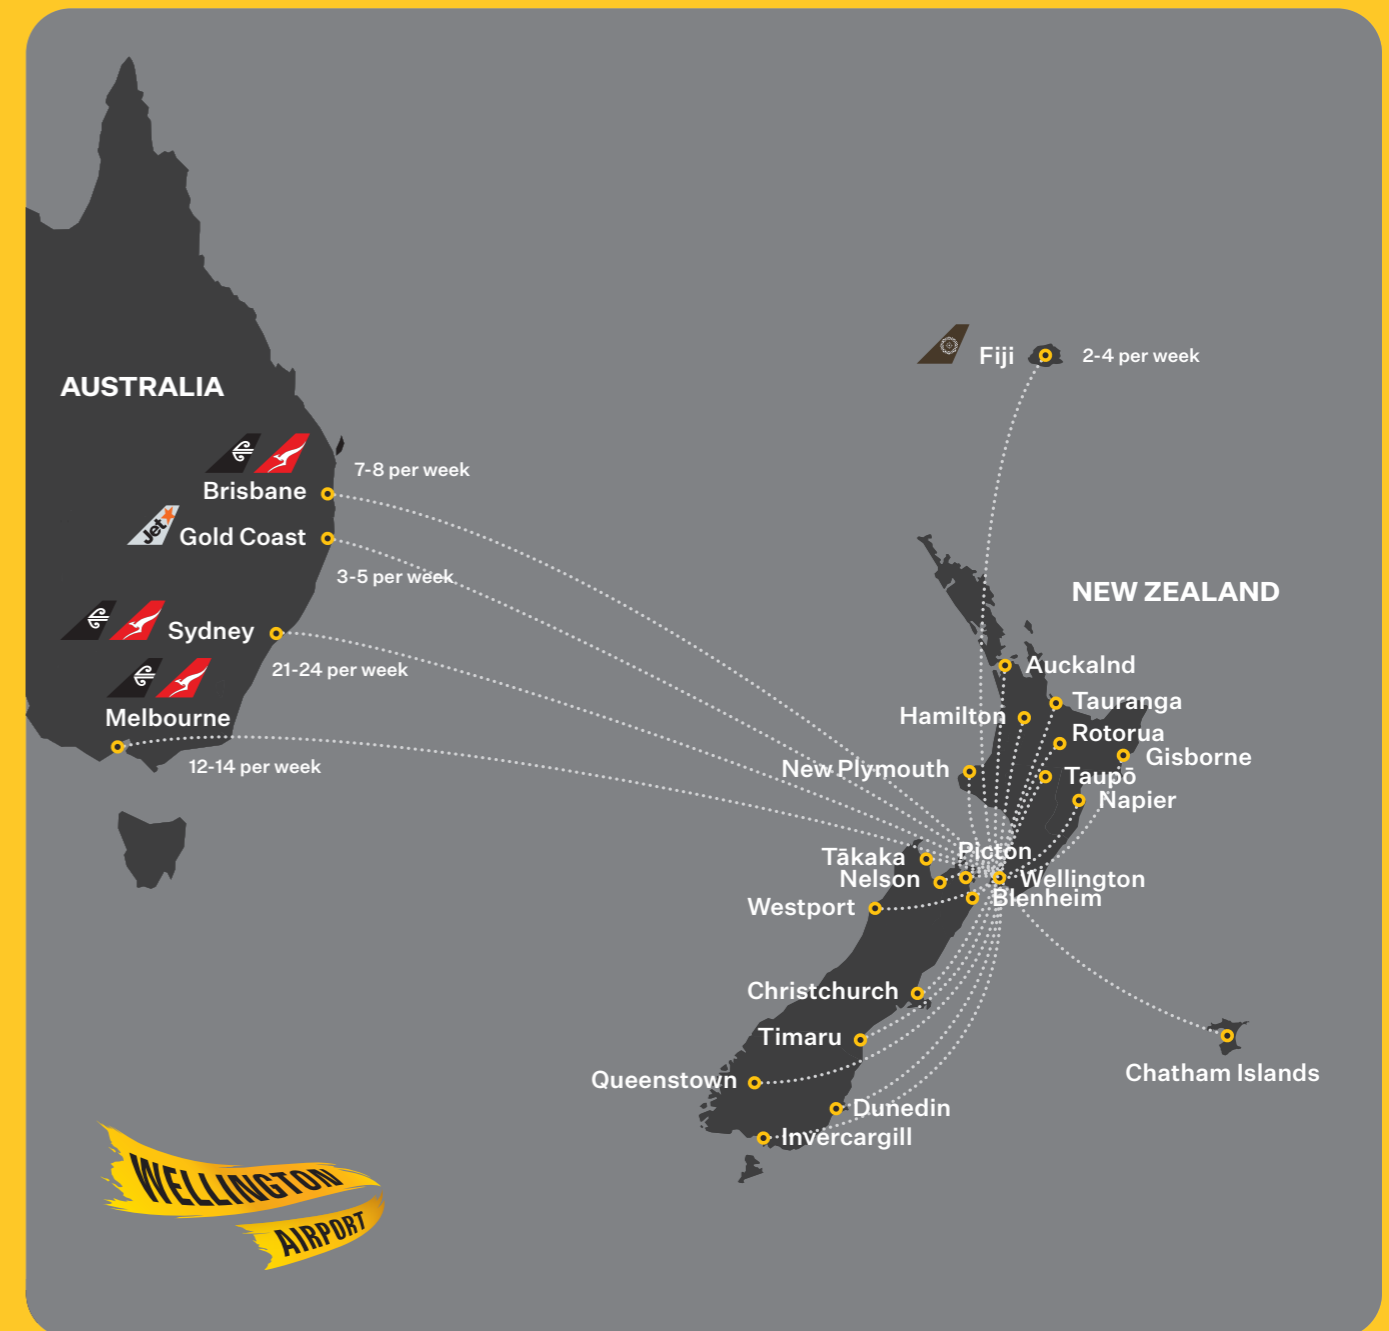 AUSTRALIA
Fiji
2-4 per week
7-8 per week
Brisbane
Jet
Gold Coast
3-5 per week
NEW ZEALAND
Sydney
21-24 per week
Auckalnd
Melbourne
12-14 per week
Tauranga
Hamilton
Rotorua
Gisborne
New Plymouth
Taupō
Napier
Picton
Tākaka
Nelson
Wellington
Blenheim
Westport
Christchurch
Timaru
Chatham Islands
Queenstown
Dunedin
Invercargill
WELLINGTON
AIRPORT